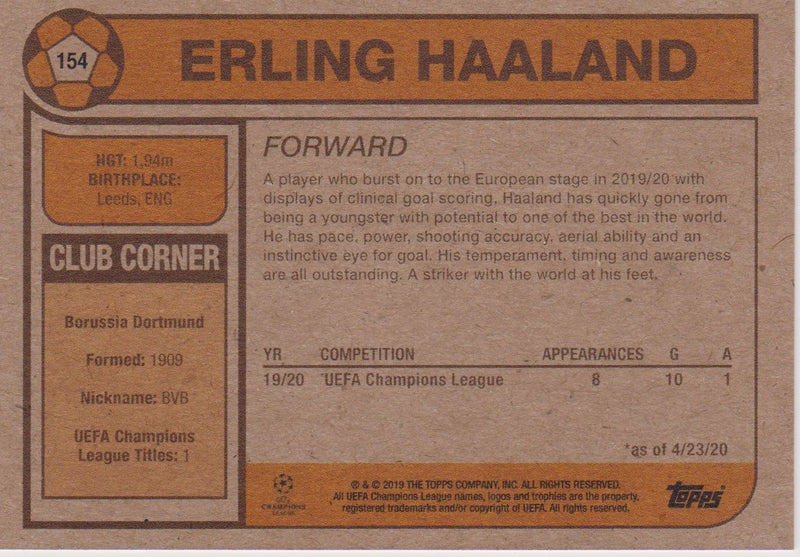 154
ERLING HAALAND
HGT: 1,94m
BIRTHPLACE:
Leeds, ENG
CLUB CORNER
Borussia Dortmund
Formed: 1909
Nickname: BVB
UEFA Champions
League Titles: 1
FORWARD
A player who burst on to the European stage in 2019/20 with
displays of clinical goal scoring, Haaland has quickly gone from
being a youngster with potential to one of the best in the world.
He has pace, power, shooting accuracy, aerial ability and an
instinctive eye for goal. His temperament, timing and awareness
are all outstanding. A striker with the world at his feet.
YR COMPETITION APPEARANCES G A
19/20 UEFA Champions League 8 10 1
*as of 4/23/20
UEFA
CHAMPIONS
LEAGUE
® & © 2019 THE TOPPS COMPANY, INC. ALL RIGHTS RESERVED.
All UEFA Champions League names, logos and trophies are the property,
registered trademarks and/or copyright of UEFA. All rights reserved.
topps